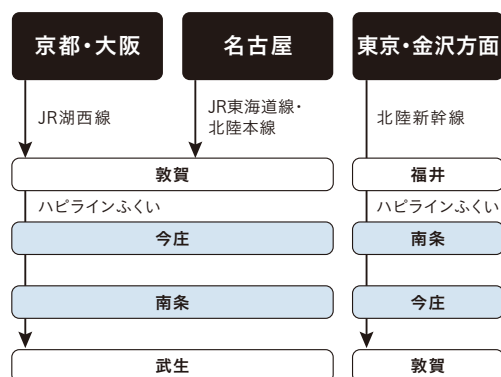 京都・大阪
名古屋
東京・金沢方面
JR湖西線
JR東海道線・
北陸本線
北陸新幹線
敦賀
福井
ハピラインふくい
ハピラインふくい
今庄
南条
南条
今庄
武生
敦賀